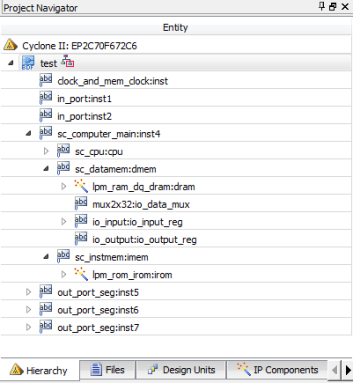 Project Navigator
Entity
Cyclone II: EP2C70F672C6
test
clock_and_mem_clock:inst
in_port:inst1
in_port:inst2
sc_computer_main:inst4
sc_cpu:cpu
sc_datamem:dmem
lpm_ram_dq_dram:dram
mux2x32:io_data_mux
io_input:io_input_reg
io_output:io_output_reg
sc_instmem:imem
lpm_rom_irom:irom
out_port_seg:inst5
out_port_seg:inst6
out_port_seg:inst7
Hierarchy Files Design Units IP Components